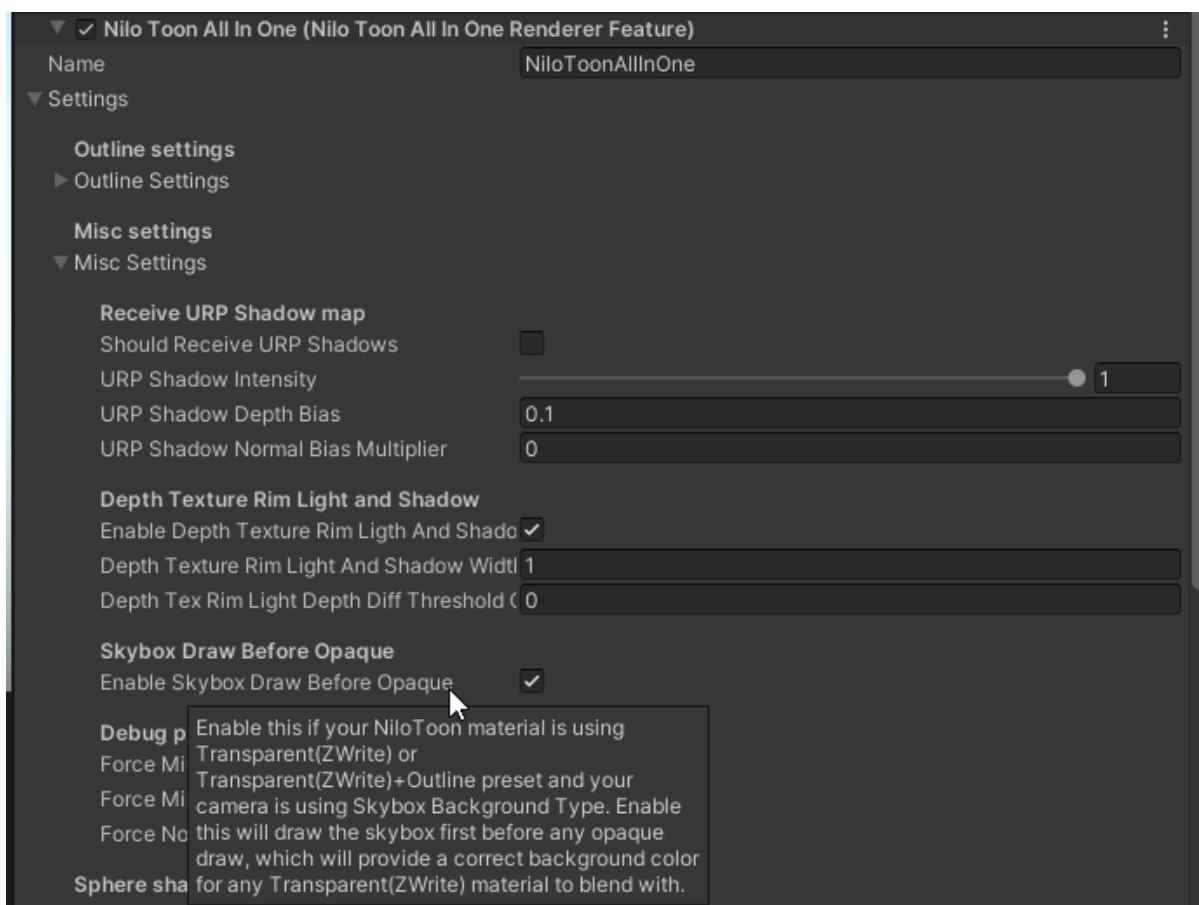 Nilo Toon All In One (Nilo Toon All In One Renderer Feature)
Name NiloToonAllInOne
Settings
Outline settings
Outline Settings
Misc settings
Misc Settings
Receive URP Shadow map
Should Receive URP Shadows
URP Shadow Intensity 1
URP Shadow Depth Bias 0.1
URP Shadow Normal Bias Multiplier 0
Depth Texture Rim Light and Shadow
Enable Depth Texture Rim Ligth And Shado
Depth Texture Rim Light And Shadow Widt 1
Depth Tex Rim Light Depth Diff Threshold 0
Skybox Draw Before Opaque
Enable Skybox Draw Before Opaque
Debug p
Force Mi
Force Mi
Force No
Enable this if your NiloToon material is using
Transparent(ZWrite) or
Transparent(ZWrite)+Outline preset and your
camera is using Skybox Background Type. Enable
this will draw the skybox first before any opaque
draw, which will provide a correct background color
for any Transparent(ZWrite) material to blend with.
Sphere sha